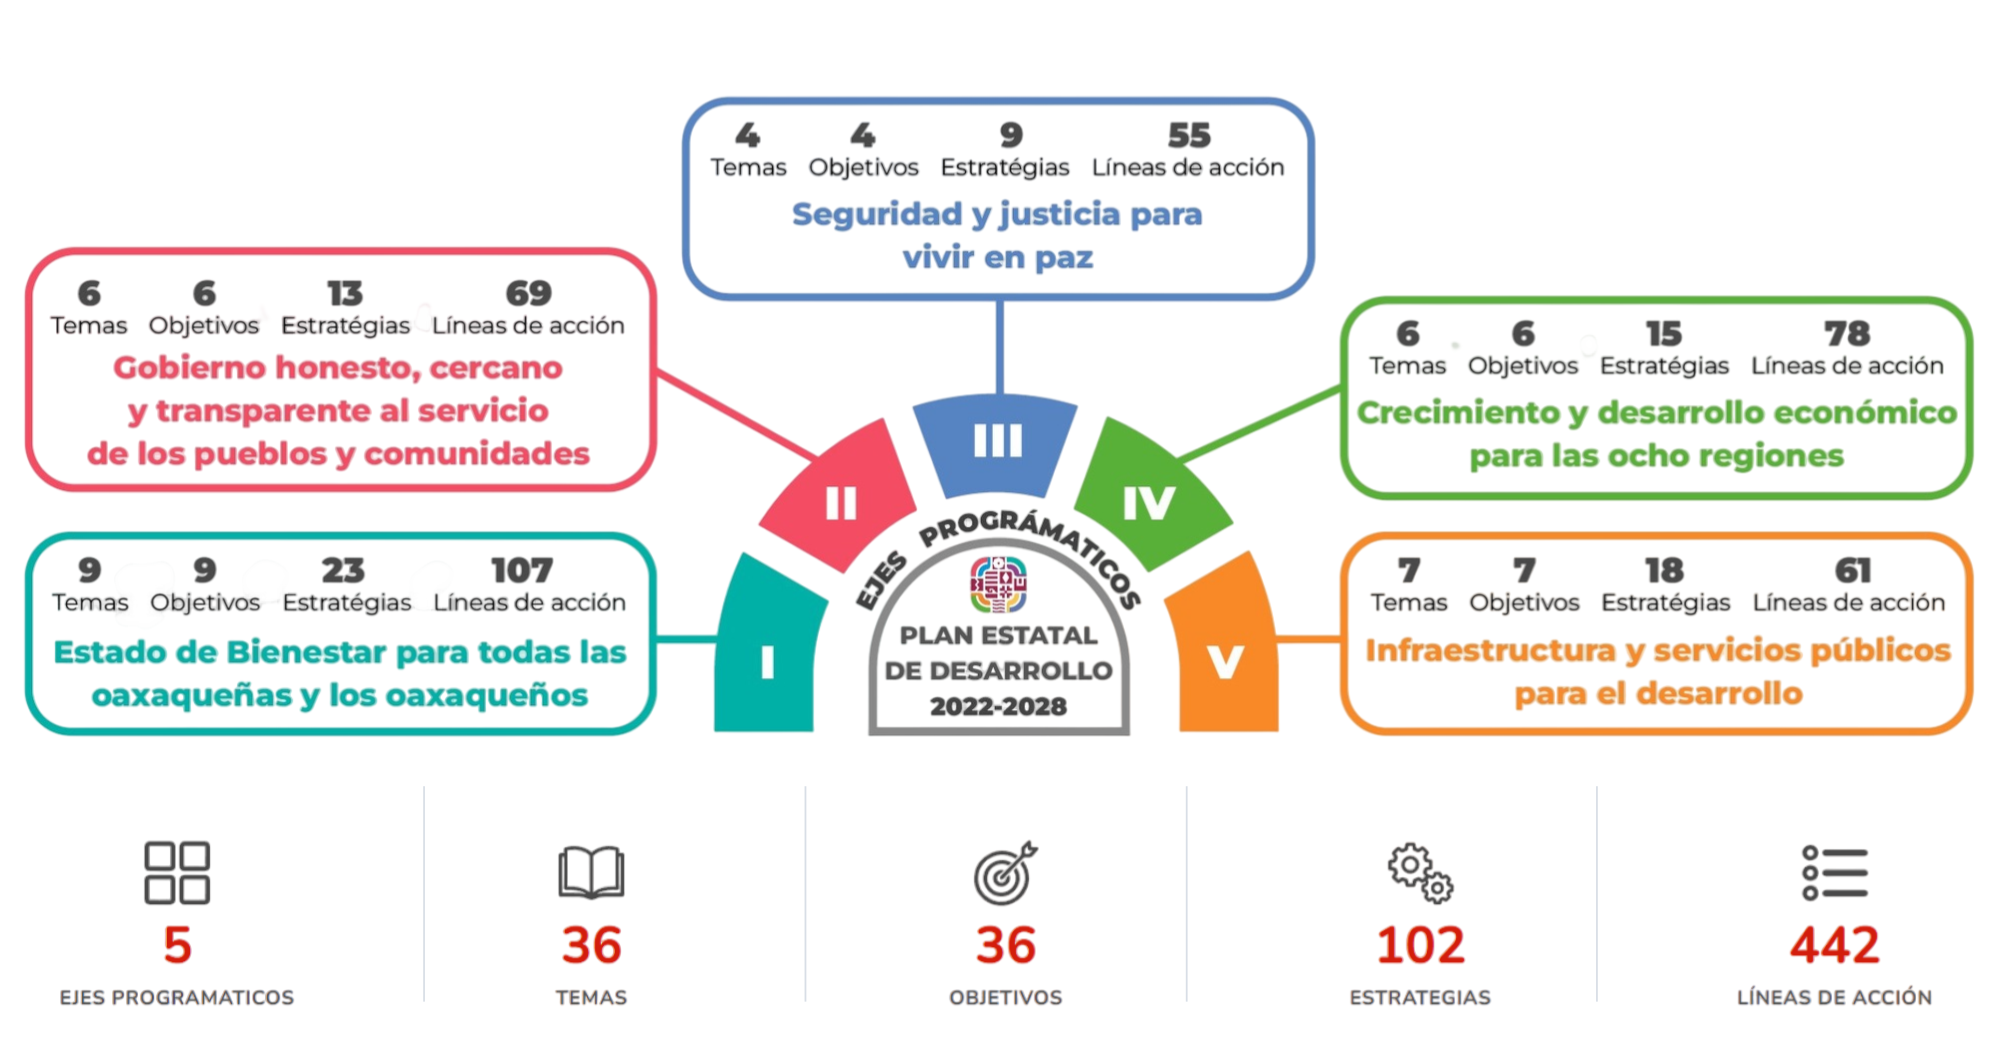 4 4 9 55
Temas Objetivos Estratégias Líneas de acción
Seguridad y justicia para
vivir en paz
6 6 13 69
Temas Objetivos Estratégias Líneas de acción
Gobierno honesto, cercano
y transparente al servicio
de los pueblos y comunidades
6 6 15 78
Temas Objetivos Estratégias Líneas de acción
Crecimiento y desarrollo económico
para las ocho regiones
9 9 23 107
Temas Objetivos Estratégias Líneas de acción
Estado de Bienestar para todas las
oaxaqueñas y los oaxaqueños
7 7 18 61
Temas Objetivos Estratégias Líneas de acción
Infraestructura y servicios públicos
para el desarrollo
I
II
III
IV
V
EJES PROGRÁMATICOS
PLAN ESTATAL
DE DESARROLLO
2022-2028
5
EJES PROGRAMATICOS
36
TEMAS
36
OBJETIVOS
102
ESTRATEGIAS
442
LÍNEAS DE ACCIÓN